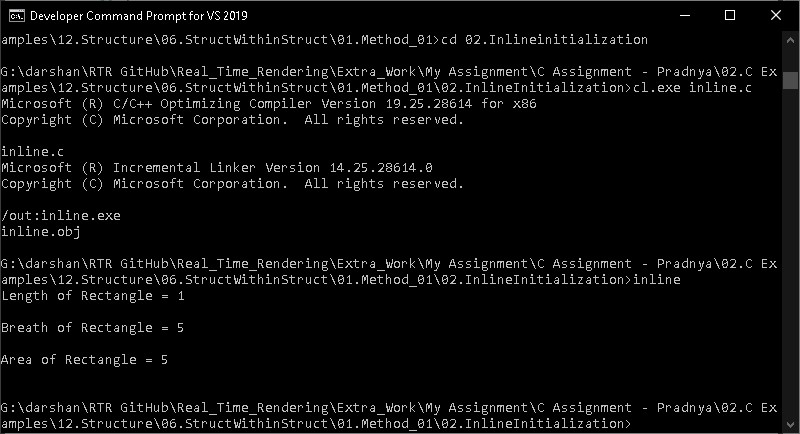 Developer Command Prompt for VS 2019
amples\12.Structure\06.StructWithinStruct\01.Method_01>cd 02.Inlineinitialization
G:\darshan\RTR GitHub\Real_Time_Rendering\Extra_Work\My Assignment\C Assignment - Pradnya\02.C Ex
amples\12.Structure\06.StructWithinStruct\01.Method_01\02.InlineInitialization>cl.exe inline.c
Microsoft (R) C/C++ Optimizing Compiler Version 19.25.28614 for x86
Copyright (C) Microsoft Corporation.  All rights reserved.
inline.c
Microsoft (R) Incremental Linker Version 14.25.28614.0
Copyright (C) Microsoft Corporation.  All rights reserved.
/out:inline.exe
inline.obj
G:\darshan\RTR GitHub\Real_Time_Rendering\Extra_Work\My Assignment\C Assignment - Pradnya\02.C Ex
amples\12.Structure\06.StructWithinStruct\01.Method_01\02.InlineInitialization>inline
Length of Rectangle = 1
Breath of Rectangle = 5
Area of Rectangle = 5
G:\darshan\RTR GitHub\Real_Time_Rendering\Extra_Work\My Assignment\C Assignment - Pradnya\02.C Ex
amples\12.Structure\06.StructWithinStruct\01.Method_01\02.InlineInitialization>